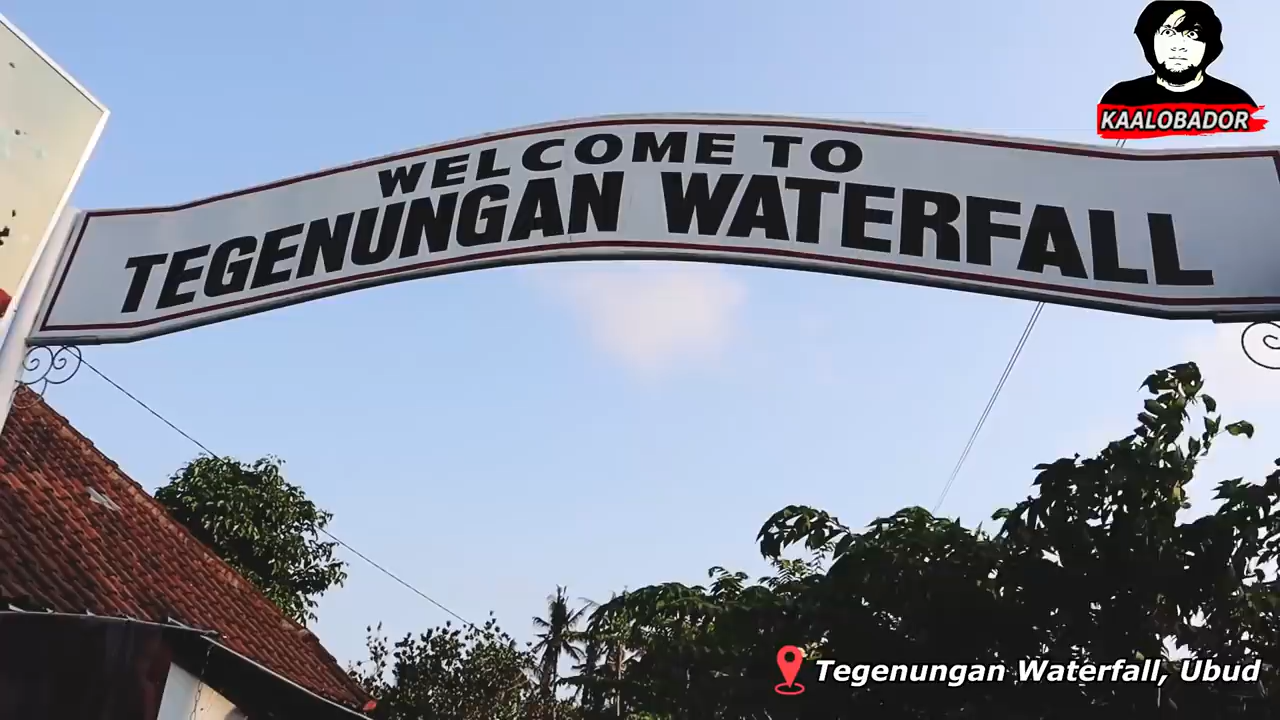 KAALOBADOR
WELCOME TO
TEGENUNGAN WATERFALL
Tegenungan Waterfall, Ubud